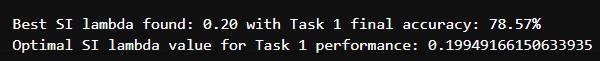 Best SI lambda found: 0.20 with Task 1 final accuracy: 78.57%
Optimal SI lambda value for Task 1 performance: 0.19949166150633935